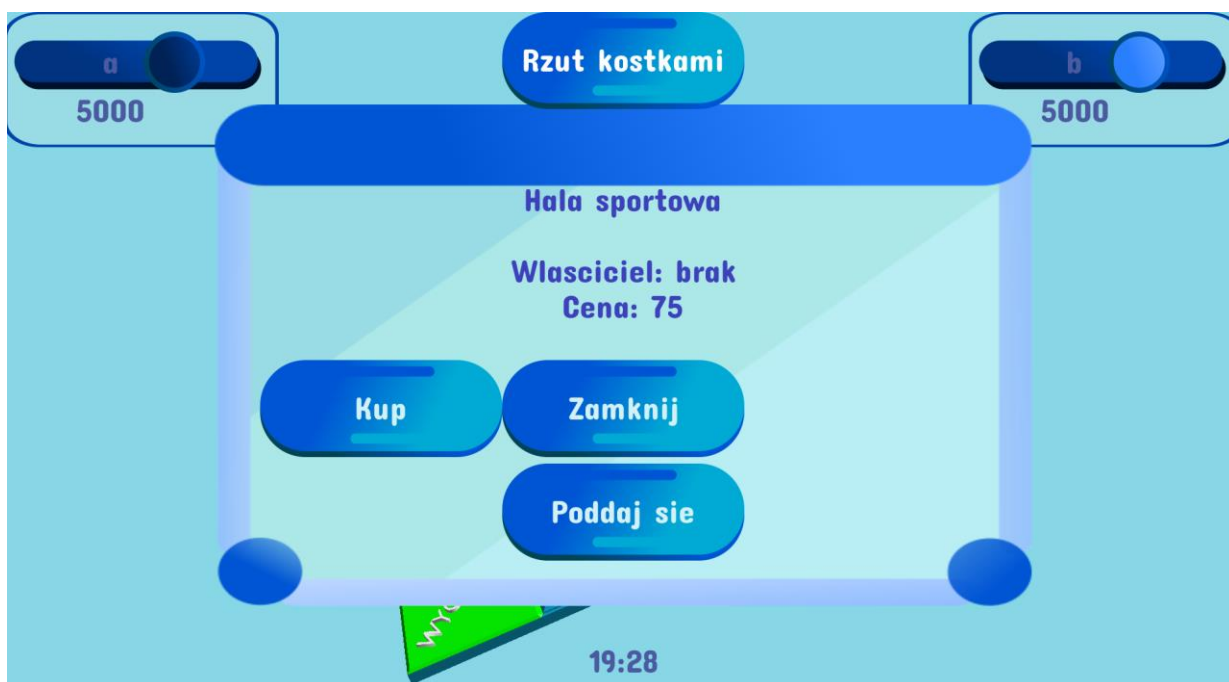 a
Rzut kostkami
b
5000
5000
Hala sportowa
Wlasciciel: brak
Cena: 75
Kup
Zamknij
Poddaj sie
19:28